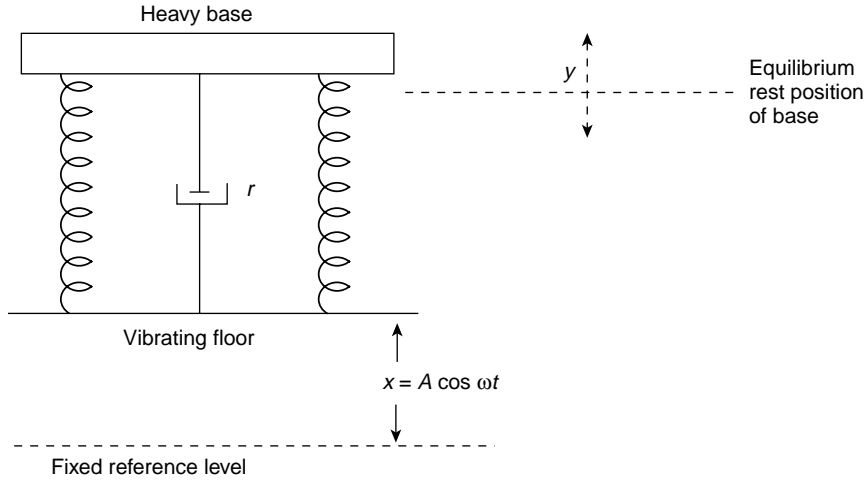 Heavy base
y
Equilibrium
rest position
of base
r
Vibrating floor
x = A cos ωt
Fixed reference level